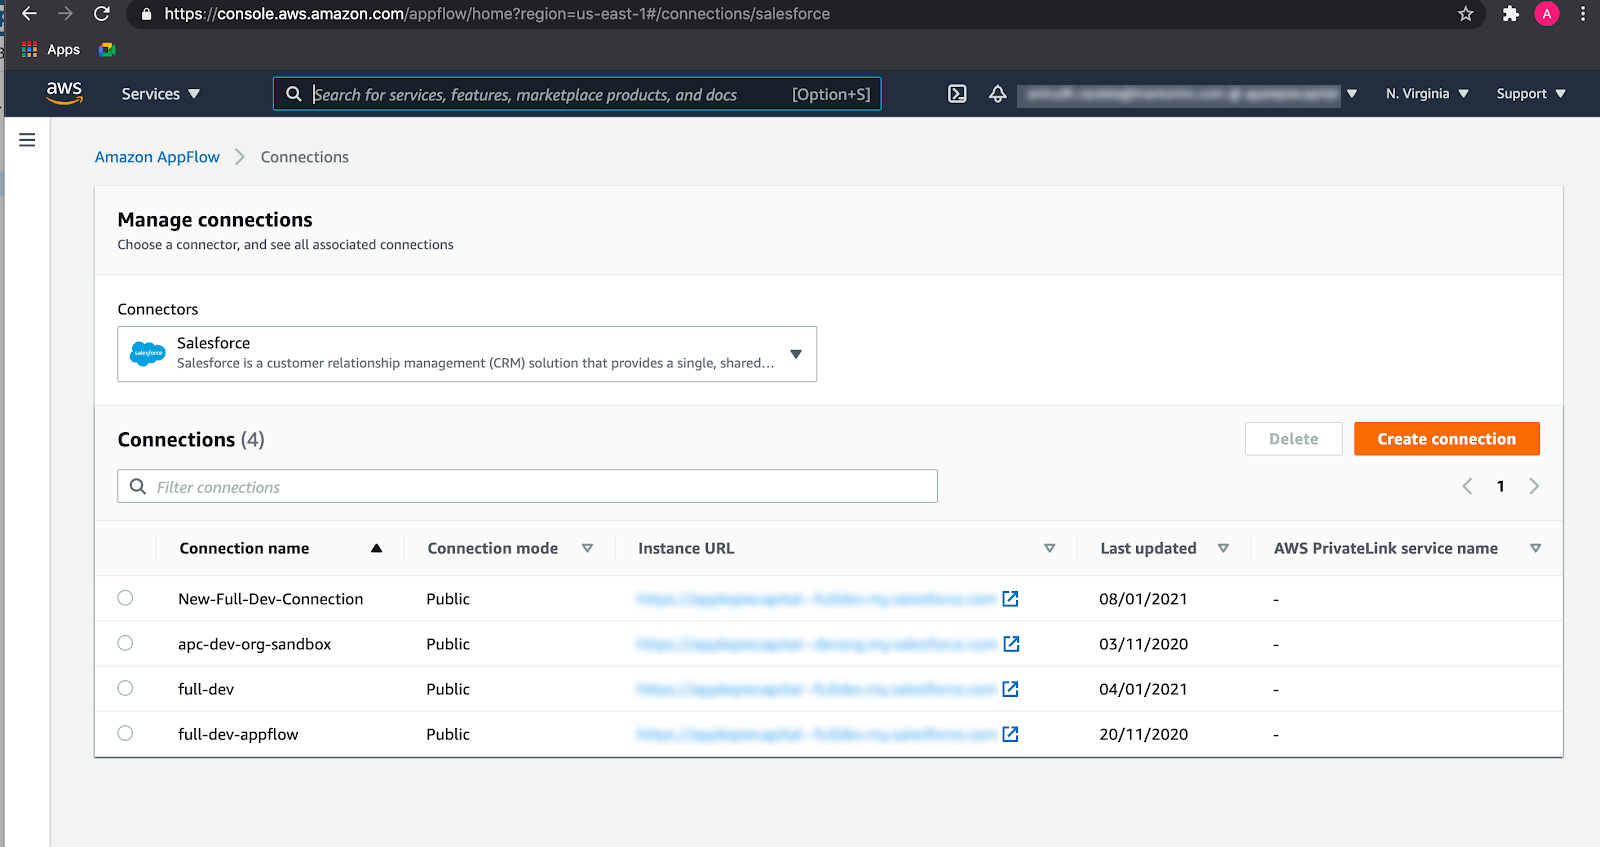 https://console.aws.amazon.com/appflow/home?region=us-east-1#/connections/salesforce
A
Apps
aws
Services
Search for services, features, marketplace products, and docs [Option+S]
N. Virginia
Support
Amazon AppFlow
Connections
Manage connections
Choose a connector, and see all associated connections
Connectors
salesforce
Salesforce
Salesforce is a customer relationship management (CRM) solution that provides a single, shared...
Connections (4)
Delete
Create connection
Filter connections
1
Connection name Connection mode Instance URL Last updated AWS PrivateLink service name
New-Full-Dev-Connection Public 08/01/2021 -
apc-dev-org-sandbox Public 03/11/2020 -
full-dev Public 04/01/2021 -
full-dev-appflow Public 20/11/2020 -